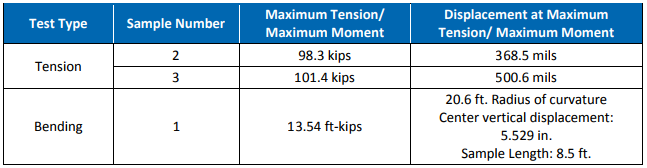 Test Type Sample Number Maximum Tension/ Maximum Moment Displacement at Maximum Tension/ Maximum Moment
Tension 2 98.3 kips 368.5 mils
3 101.4 kips 500.6 mils
Bending 1 13.54 ft-kips 20.6 ft. Radius of curvature
Center vertical displacement:
5.529 in.
Sample Length: 8.5 ft.